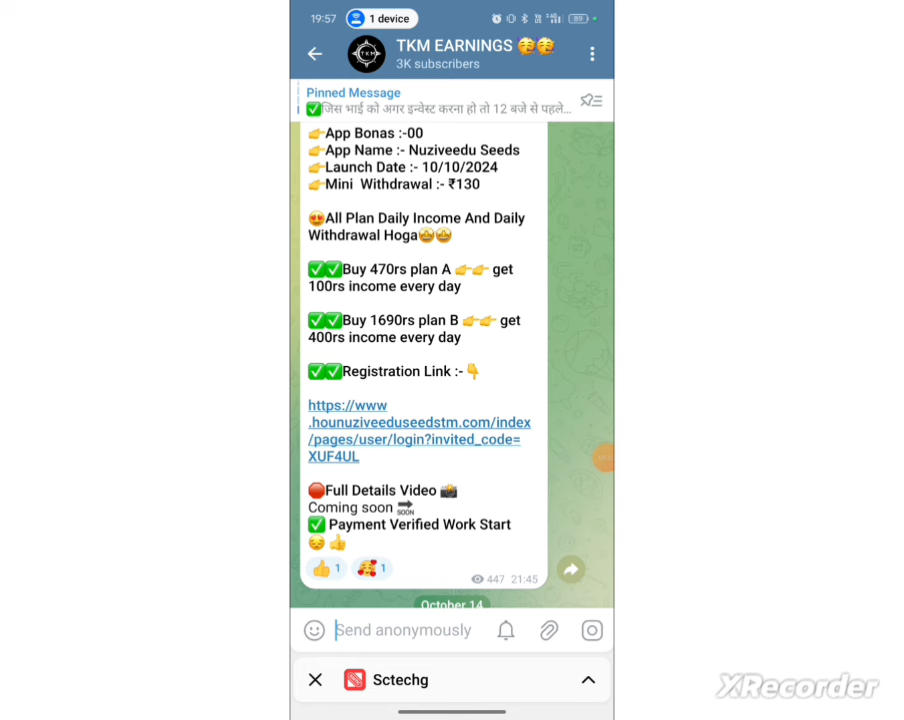 19:57
1 device
89
TKM EARNINGS 🥳🥳
3K subscribers
TKM
Pinned Message
✅जिस भाई को अगर इन्वेस्ट करना हो तो 12 बजे से पहले...
👉App Bonas :-00
👉App Name :- Nuziveedu Seeds
👉Launch Date :- 10/10/2024
👉Mini Withdrawal :- ₹130
😍All Plan Daily Income And Daily
Withdrawal Hoga🤩🤩
✅✅Buy 470rs plan A 👉👉 get
100rs income every day
✅✅Buy 1690rs plan B 👉👉 get
400rs income every day
✅✅Registration Link :-👇
https://www
.hounuziveeduseedstm.com/index
/pages/user/login?invited_code=
XUF4UL
🛑Full Details Video 📸
Coming soon 🔜
✅ Payment Verified Work Start
😔👍
👍 1 🥰 1
447 21:45
October 14
Send anonymously
Sctechg
XRecorder